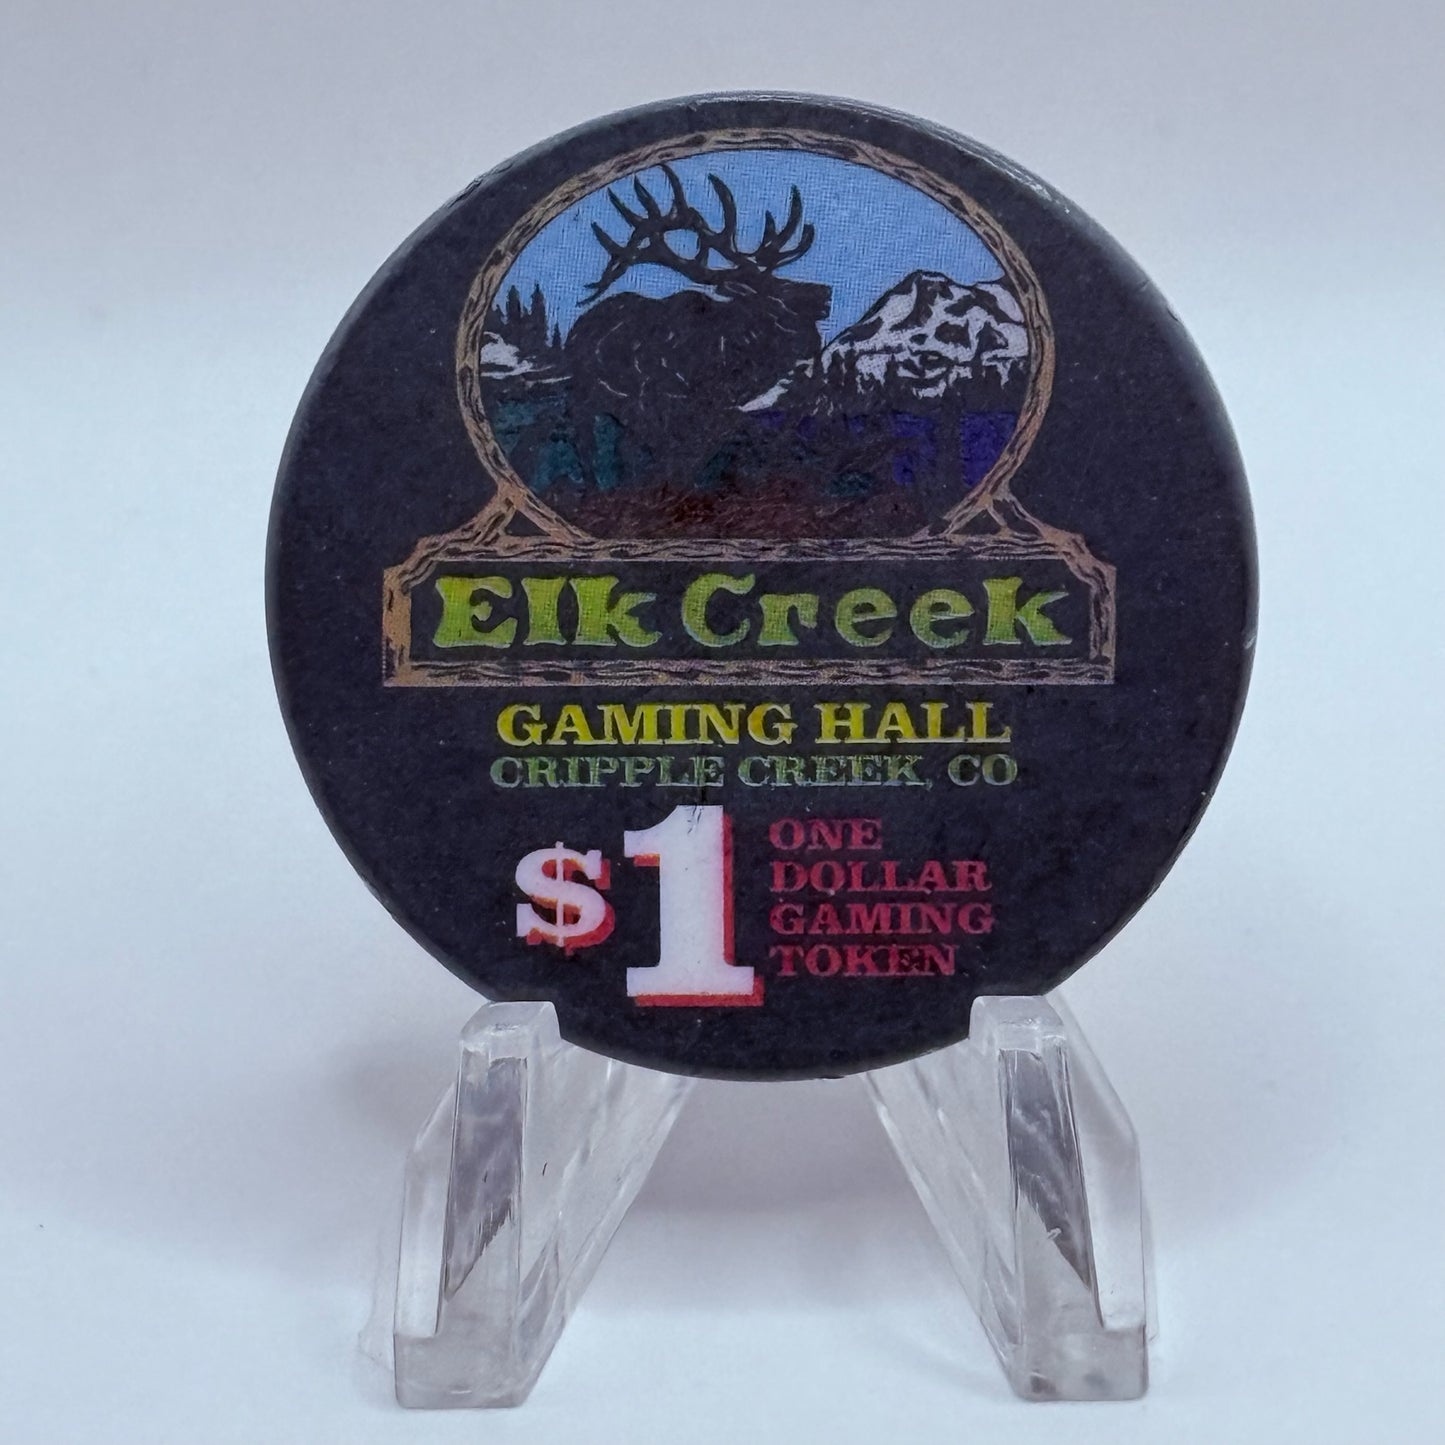 Elk Creek
GAMING HALL
CRIPPLE CREEK, CO
$1
ONE
DOLLAR
GAMING
TOKEN